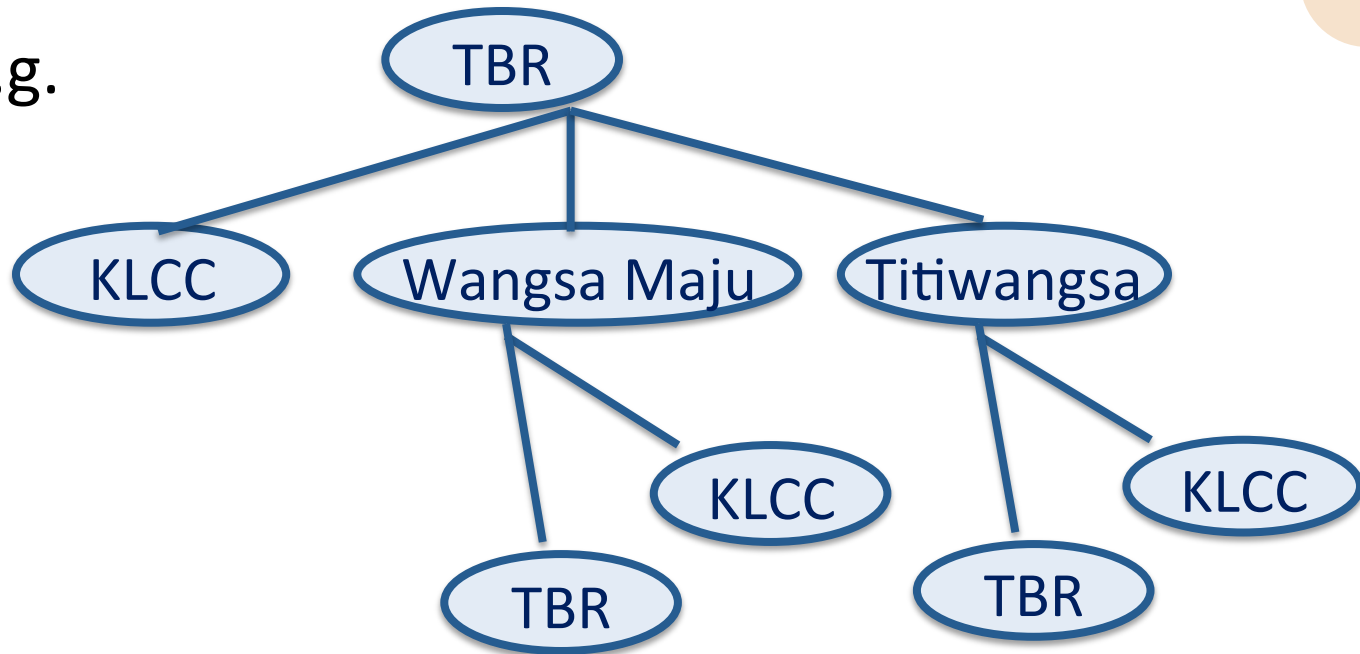 .g.
TBR
KLCC
Wangsa Maju
Titiwangsa
KLCC
KLCC
TBR
TBR